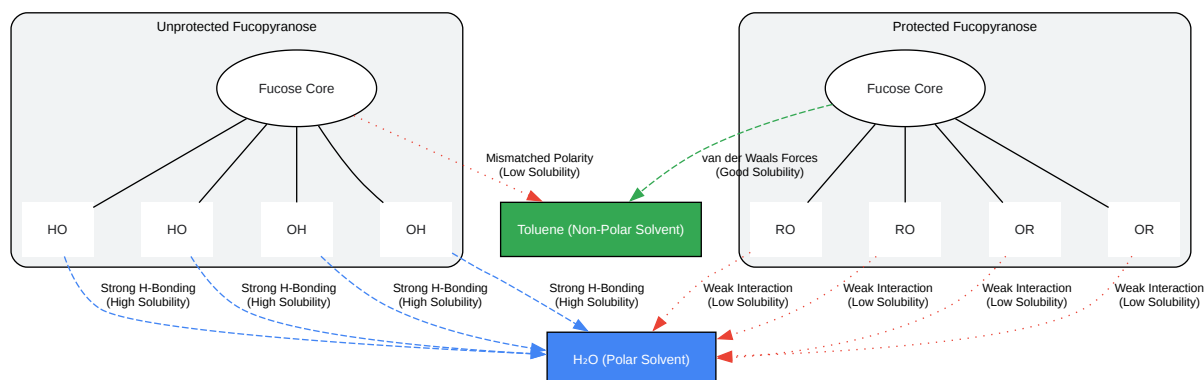 Unprotected Fucopyranose
Protected Fucopyranose
Fucose Core
Fucose Core
Mismatched Polarity
(Low Solubility)
van der Waals Forces
(Good Solubility)
HO
HO
OH
OH
Toluene (Non-Polar Solvent)
RO
RO
OR
OR
Strong H-Bonding
(High Solubility)
Strong H-Bonding
(High Solubility)
Strong H-Bonding
(High Solubility)
Strong H-Bonding
(High Solubility)
Weak Interaction
(Low Solubility)
Weak Interaction
(Low Solubility)
Weak Interaction
(Low Solubility)
Weak Interaction
(Low Solubility)
H₂O (Polar Solvent)